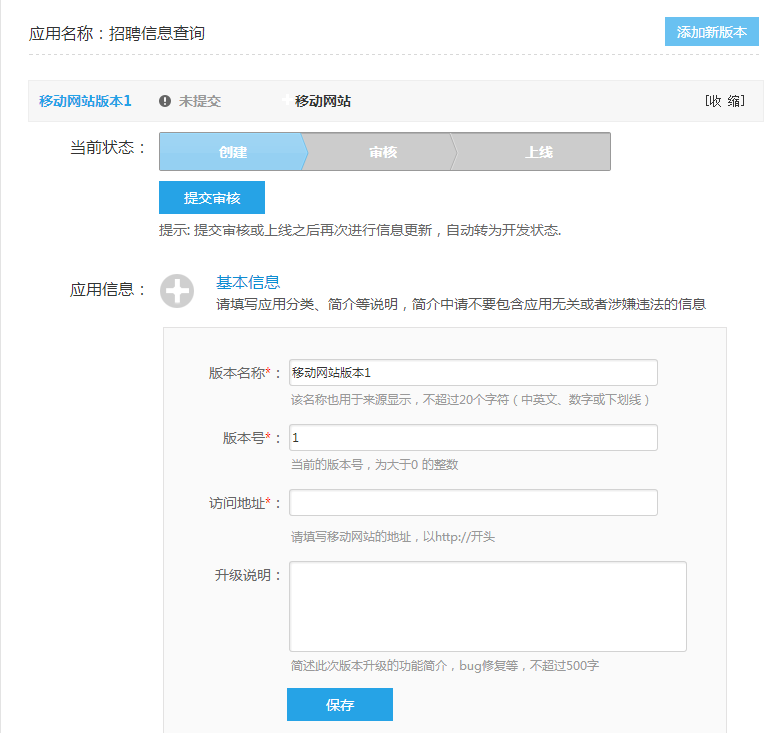 应用名称：招聘信息查询
添加新版本
移动网站版本1 未提交 移动网站 [收 缩]
当前状态： 创建 审核 上线
提交审核
提示: 提交审核或上线之后再次进行信息更新，自动转为开发状态.
应用信息： 基本信息
请填写应用分类、简介等说明，简介中请不要包含应用无关或者涉嫌违法的信息
版本名称*： 移动网站版本1
该名称也用于来源显示，不超过20个字符（中英文、数字或下划线）
版本号*： 1
当前的版本号，为大于0 的整数
访问地址*：
请填写移动网站的地址，以http://开头
升级说明：
简述此次版本升级的功能简介，bug修复等，不超过500字
保存